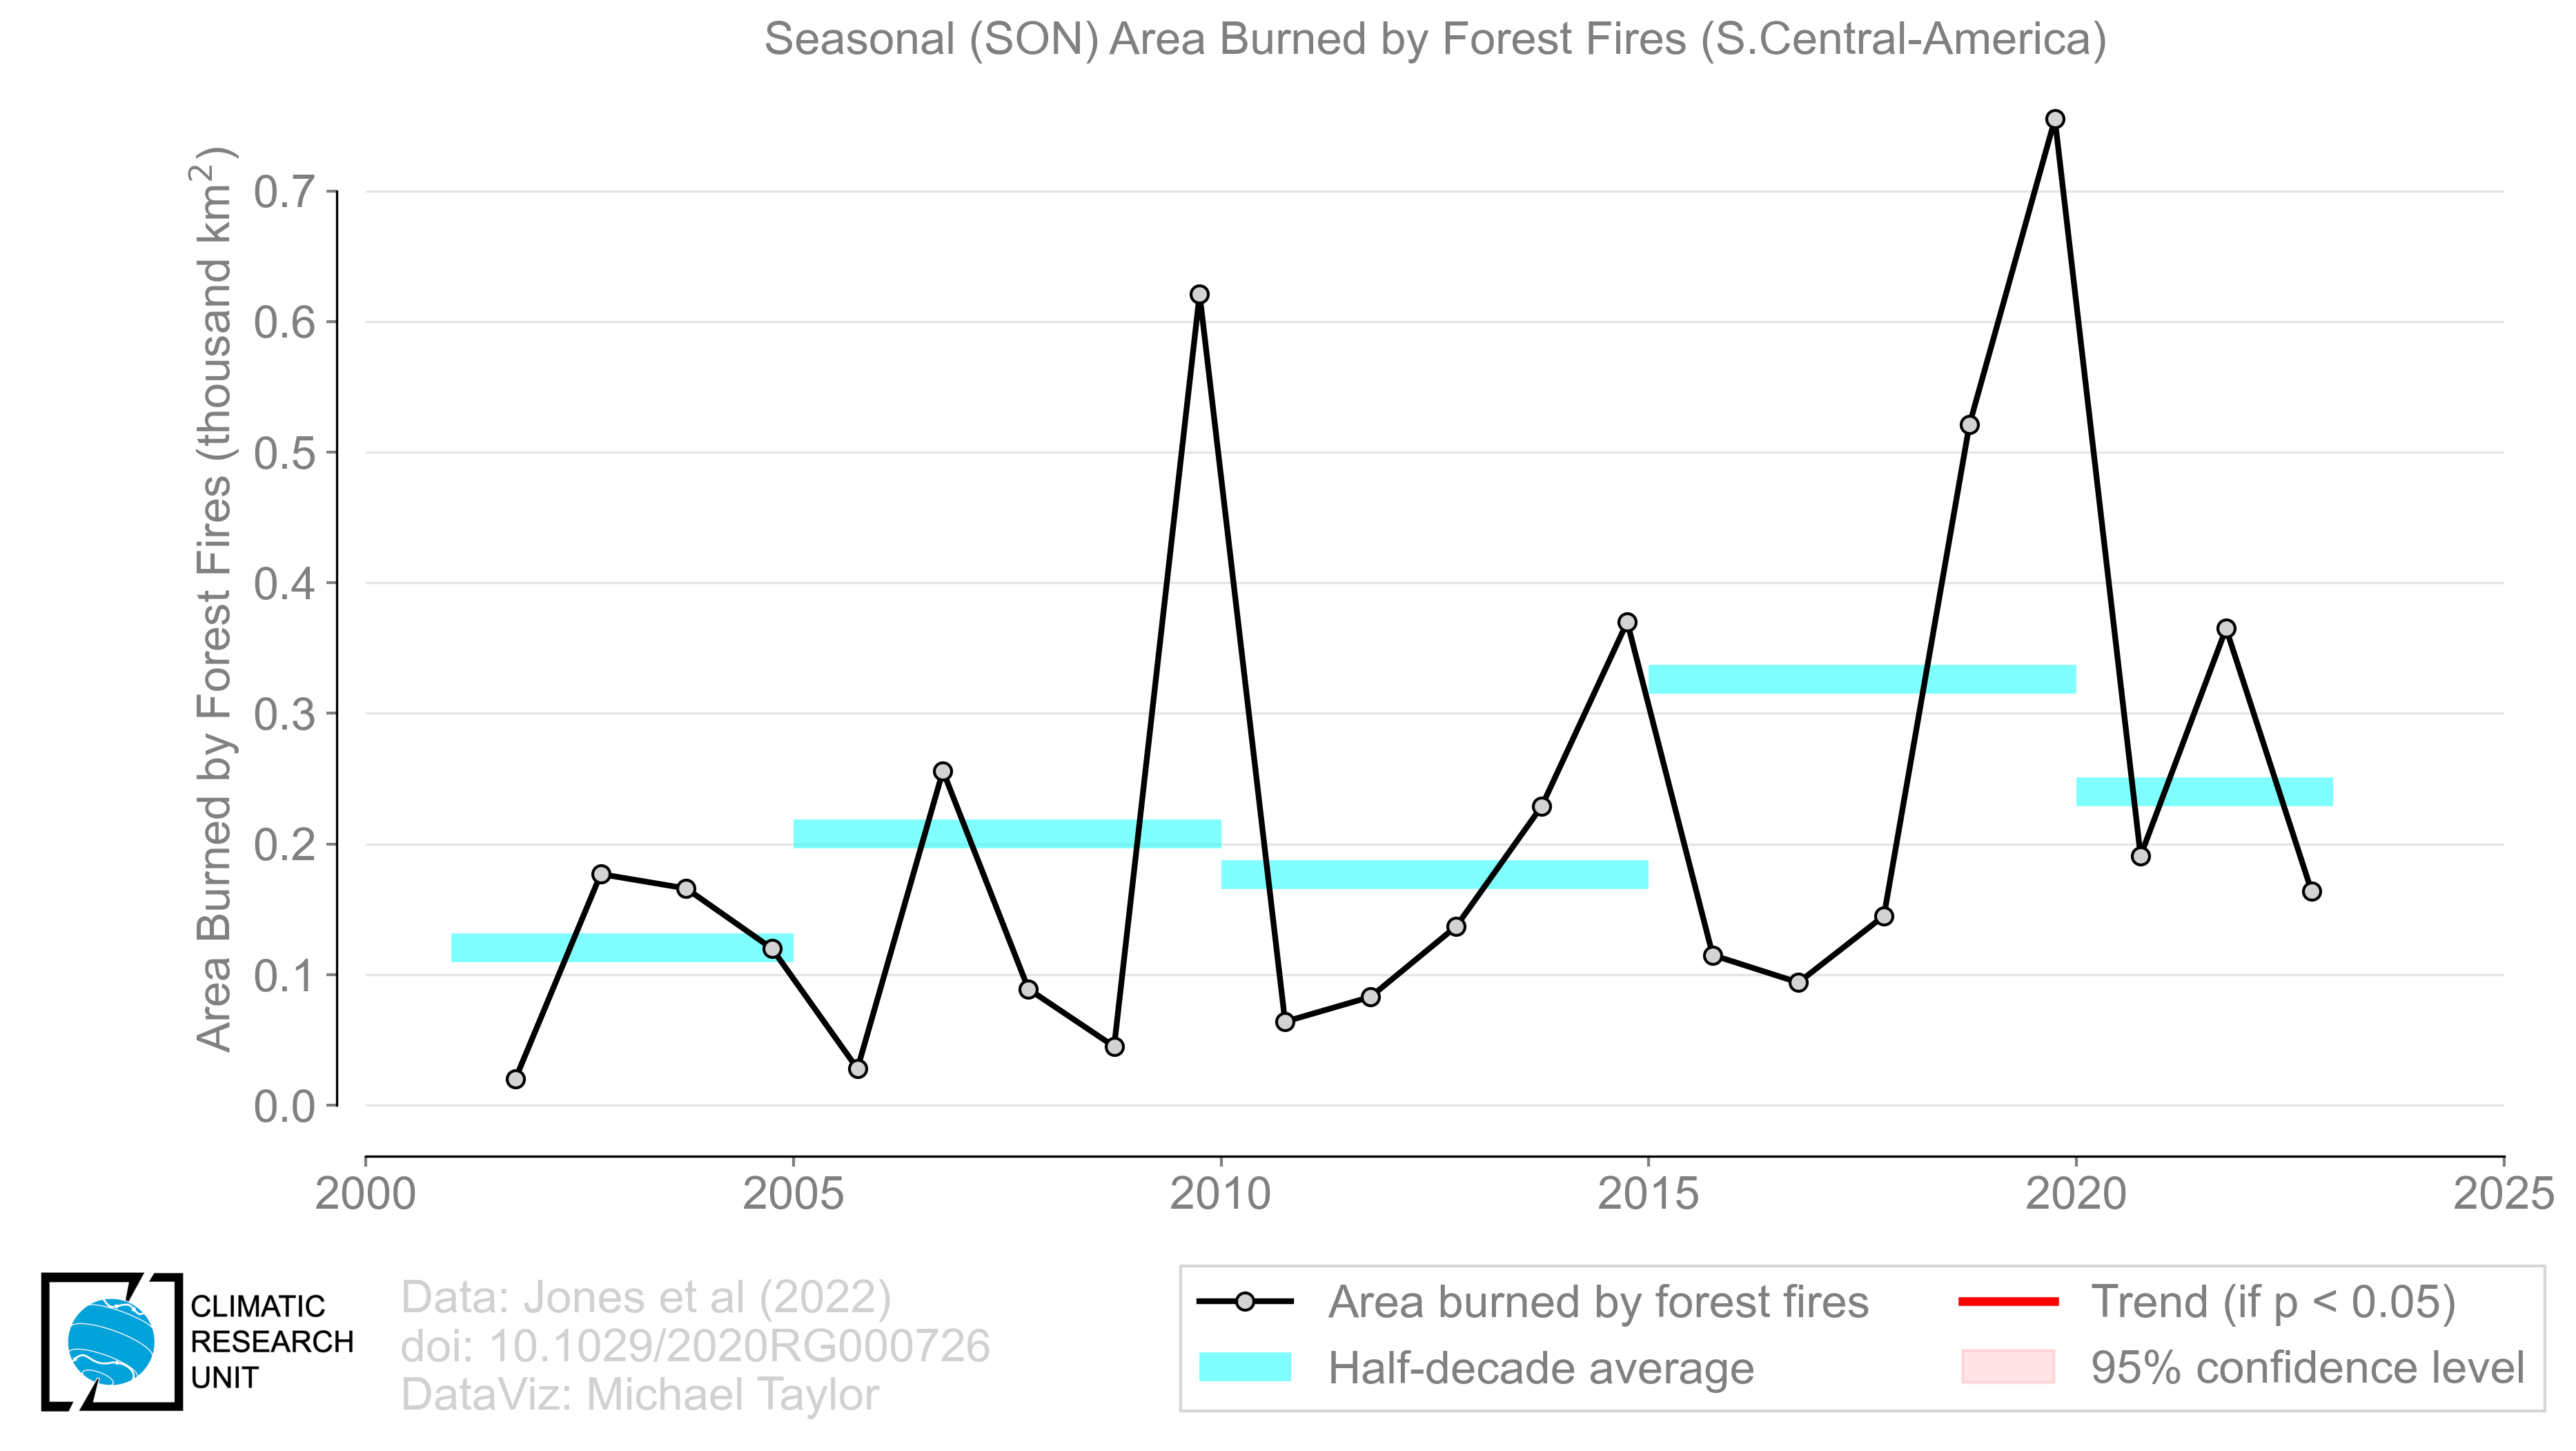 Seasonal (SON) Area Burned by Forest Fires (S.Central-America)
Area Burned by Forest Fires (thousand km²)
0.7
0.6
0.5
0.4
0.3
0.2
0.1
0.0
2000 2005 2010 2015 2020 2025
CLIMATIC
RESEARCH
UNIT
Data: Jones et al (2022)
doi: 10.1029/2020RG000726
DataViz: Michael Taylor
Area burned by forest fires
Half-decade average
Trend (if p < 0.05)
95% confidence level